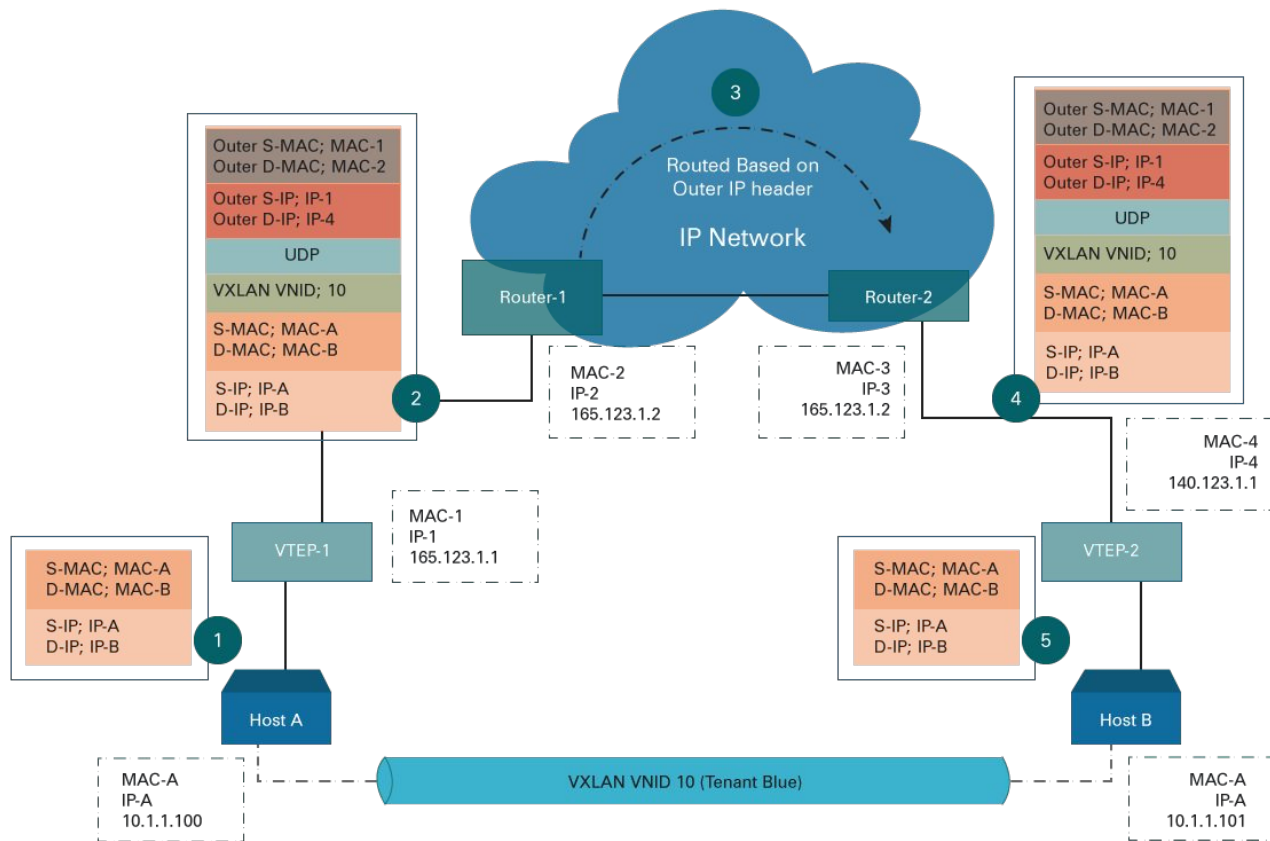 3
Routed Based on
Outer IP header
IP Network
Router-1
Router-2
Outer S-MAC; MAC-1
Outer D-MAC; MAC-2
Outer S-IP; IP-1
Outer D-IP; IP-4
UDP
VXLAN VNID; 10
S-MAC; MAC-A
D-MAC; MAC-B
S-IP; IP-A
D-IP; IP-B
2
Outer S-MAC; MAC-1
Outer D-MAC; MAC-2
Outer S-IP; IP-1
Outer D-IP; IP-4
UDP
VXLAN VNID; 10
S-MAC; MAC-A
D-MAC; MAC-B
S-IP; IP-A
D-IP; IP-B
4
MAC-2
IP-2
165.123.1.2
MAC-3
IP-3
165.123.1.2
MAC-4
IP-4
140.123.1.1
MAC-1
IP-1
165.123.1.1
VTEP-1
VTEP-2
S-MAC; MAC-A
D-MAC; MAC-B
S-IP; IP-A
D-IP; IP-B
1
S-MAC; MAC-A
D-MAC; MAC-B
S-IP; IP-A
D-IP; IP-B
5
Host A
Host B
MAC-A
IP-A
10.1.1.100
VXLAN VNID 10 (Tenant Blue)
MAC-A
IP-A
10.1.1.101